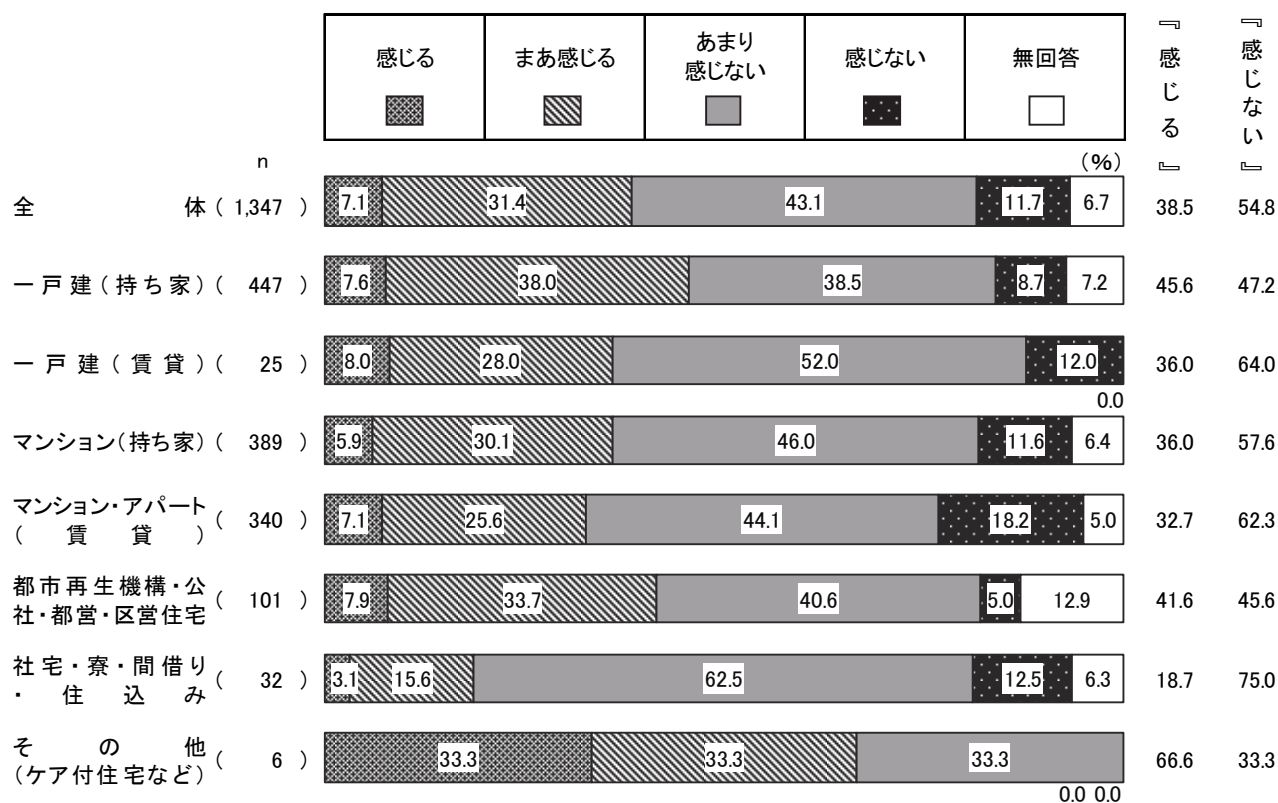 感じる まあ感じる あまり 感じない 無回答
感じない
『感じる』
『感じない』
n
(%)
全体 ( 1,347 ) 7.1 31.4 43.1 11.7 6.7 38.5 54.8
一戸建(持ち家) ( 447 ) 7.6 38.0 38.5 8.7 7.2 45.6 47.2
一戸建(賃貸) ( 25 ) 8.0 28.0 52.0 12.0 36.0 64.0
0.0
マンション(持ち家) ( 389 ) 5.9 30.1 46.0 11.6 6.4 36.0 57.6
マンション・アパート
(賃貸) ( 340 ) 7.1 25.6 44.1 18.2 5.0 32.7 62.3
都市再生機構・公
社・都営・区営住宅 ( 101 ) 7.9 33.7 40.6 5.0 12.9 41.6 45.6
社宅・寮・間借り
・住込み ( 32 ) 3.1 15.6 62.5 12.5 6.3 18.7 75.0
その他
(ケア付住宅など) ( 6 ) 33.3 33.3 33.3 66.6 33.3
0.0 0.0